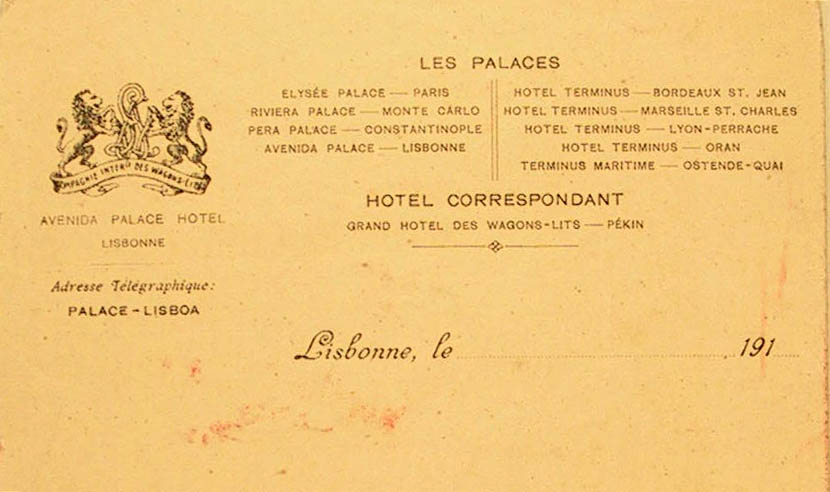 LES PALACES
ELYSÉE PALACE — PARIS
RIVIERA PALACE — MONTE CARLO
PERA PALACE — CONSTANTINOPLE
AVENIDA PALACE — LISBONNE
HOTEL TERMINUS — BORDEAUX ST. JEAN
HOTEL TERMINUS — MARSEILLE ST. CHARLES
HOTEL TERMINUS — LYON-PERRACHE
HOTEL TERMINUS — ORAN
TERMINUS MARITIME — OSTENDE-QUAI
HOTEL CORRESPONDANT
GRAND HOTEL DES WAGONS-LITS — PÉKIN
COMPAGNIE INTERLE DES WAGONS-LITS
AVENIDA PALACE HOTEL
LISBONNE
Adresse Télégraphique:
PALACE - LISBOA
Lisbonne, le 191